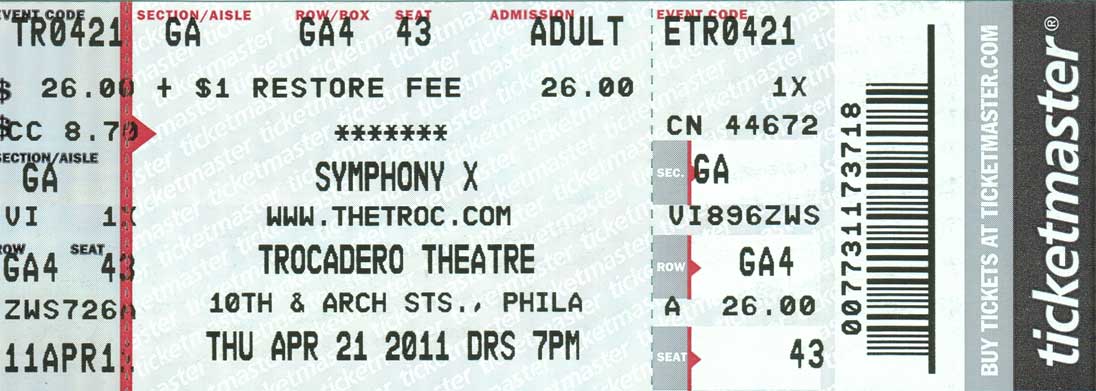 EVENT CODE SECTION/AISLE ROW/BOX SEAT ADMISSION EVENT CODE
TR0421 GA GA4 43 ADULT ETR0421
$ 26.00 + $1 RESTORE FEE 26.00 1X
$
CC 8.70 ******* CN 44672
SECTION/AISLE
GA SYMPHONY X SEC. GA
VI 1X WWW.THETROC.COM VI896ZWS
ROW SEAT
GA4 43 TROCADERO THEATRE ROW GA4
ZWS726A 10TH & ARCH STS., PHILA A 26.00
11APR1 THU APR 21 2011 DRS 7PM SEAT 43
00773111173718
BUY TICKETS AT TICKETMASTER.COM
ticketmaster®